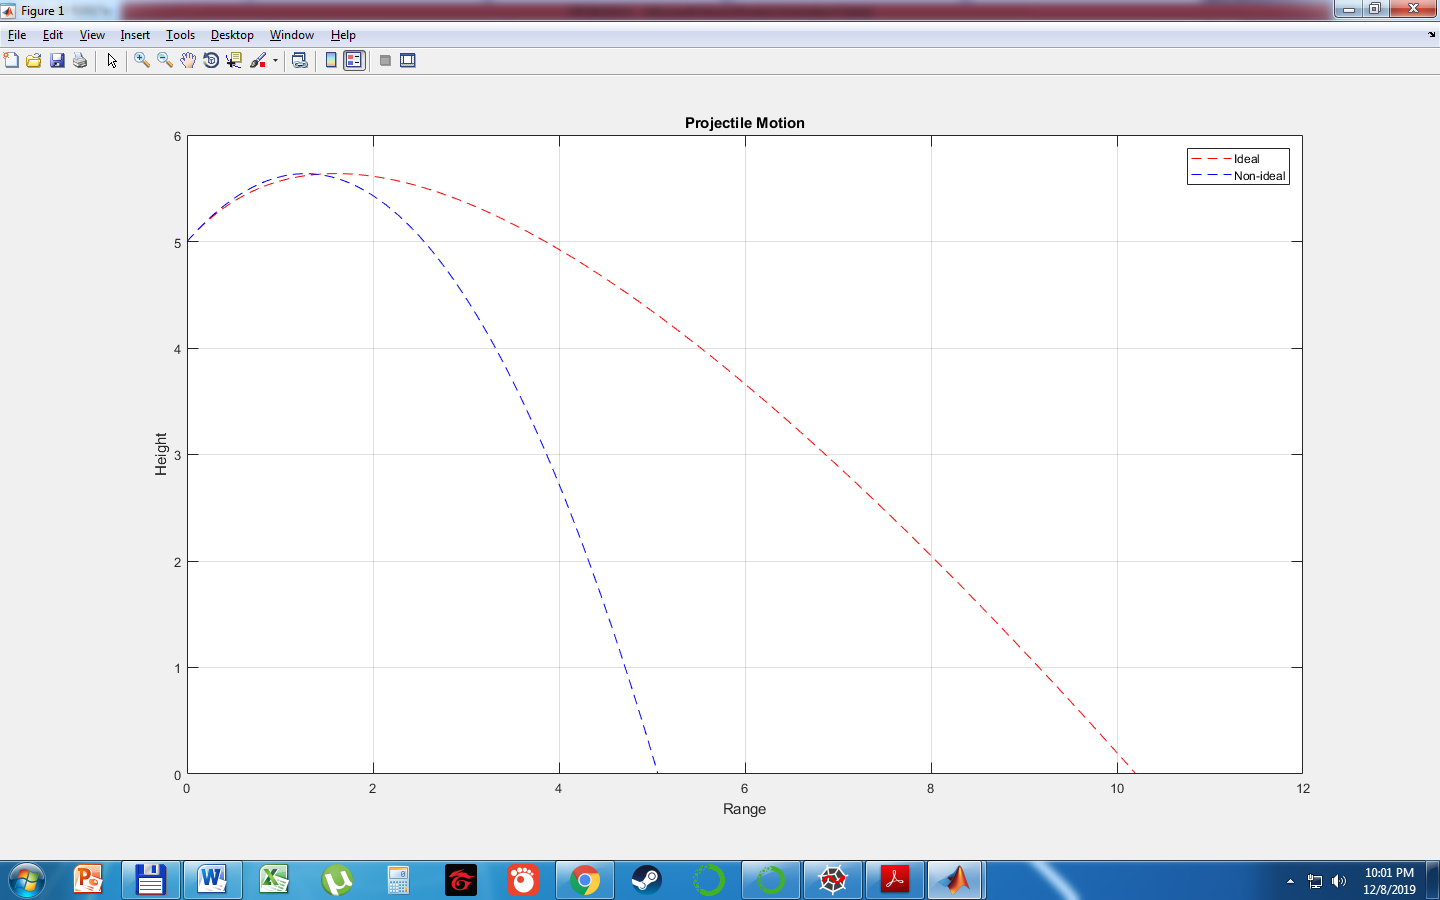 Figure 1
File Edit View Insert Tools Desktop Window Help
Projectile Motion
6
5
4
3
2
1
0
Height
Ideal
Non-ideal
0 2 4 6 8 10 12
Range
10:01 PM
12/8/2019